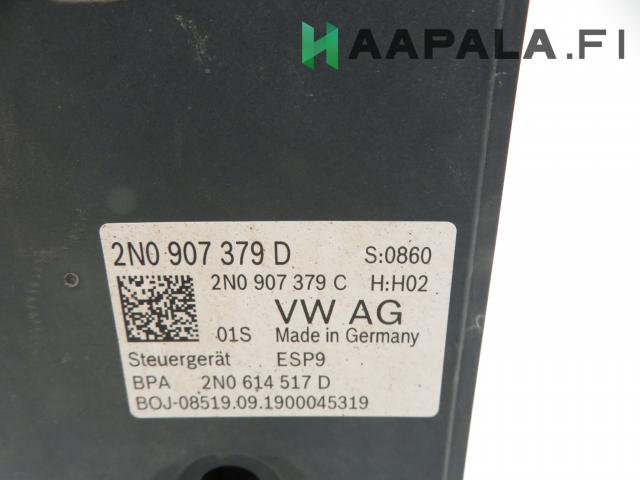 HAAPALA.FI
2N0 907 379 D S:0860
2N0 907 379 C H:H02
VW AG
01S Made in Germany
Steuergerät ESP9
BPA 2N0 614 517 D
BOJ-08519.09.1900045319